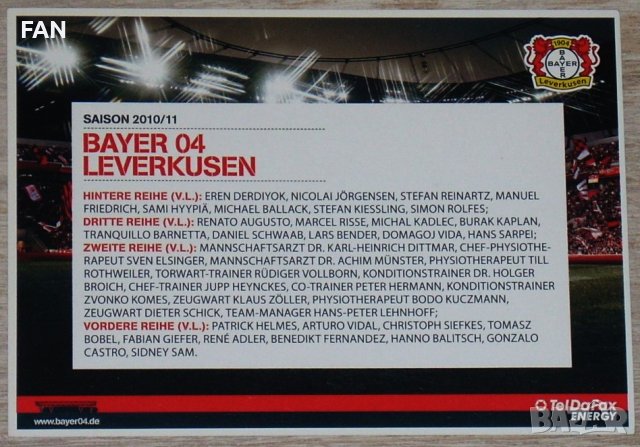 FAN
1904
BAYER
BAYER
Leverkusen
SAISON 2010/11
BAYER 04
LEVERKUSEN
HINTERE REIHE (V.L.): EREN DERDIYOK, NICOLAI JÖRGENSEN, STEFAN REINARTZ, MANUEL
FRIEDRICH, SAMI HYYPIÄ, MICHAEL BALLACK, STEFAN KIESSLING, SIMON ROLFES;
DRITTE REIHE (V.L.): RENATO AUGUSTO, MARCEL RISSE, MICHAL KADLEC, BURAK KAPLAN,
TRANQUILLO BARNETTA, DANIEL SCHWAAB, LARS BENDER, DOMAGOJ VIDA, HANS SARPEI;
ZWEITE REIHE (V.L.): MANNSCHAFTSARZT DR. KARL-HEINRICH DITTMAR, CHEF-PHYSIOTHE-
RAPEUT SVEN ELSINGER, MANNSCHAFTSARZT DR. ACHIM MÜNSTER, PHYSIOTHERAPEUT TILL
ROTHWEILER, TORWART-TRAINER RÜDIGER VOLLBORN, KONDITIONSTRAINER DR. HOLGER
BROICH, CHEF-TRAINER JUPP HEYNCKES, CO-TRAINER PETER HERMANN, KONDITIONSTRAINER
ZVONKO KOMES, ZEUGWART KLAUS ZÖLLER, PHYSIOTHERAPEUT BODO KUCZMANN,
ZEUGWART DIETER SCHICK, TEAM-MANAGER HANS-PETER LEHNHOFF;
VORDERE REIHE (V.L.): PATRICK HELMES, ARTURO VIDAL, CHRISTOPH SIEFKES, TOMASZ
BOBEL, FABIAN GIEFER, RENÉ ADLER, BENEDIKT FERNANDEZ, HANNO BALITSCH, GONZALO
CASTRO, SIDNEY SAM.
www.bayer04.de
TelDaFax
ENERGY
BAZAR